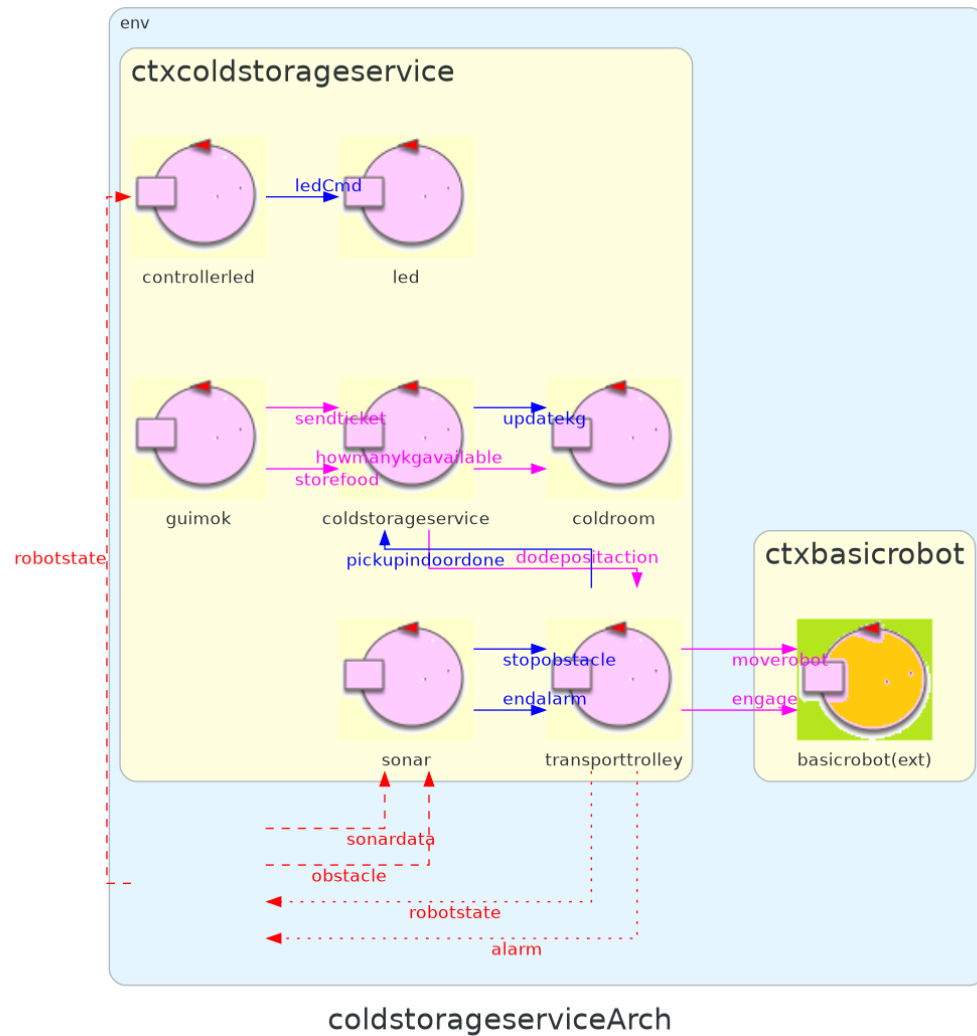 env
ctxcoldstorageservice
ledCmd
controllerled
led
sendticket
updatekg
howmanykgavailable
storefood
guimok
coldstorageservice
coldroom
robotstate
pickupindoordone
dodepositaction
ctxbasicrobot
stopobstacle
moverobot
endalarm
engage
sonar
transporttrolley
basicrobot(ext)
sonardata
obstacle
robotstate
alarm
coldstorageserviceArch